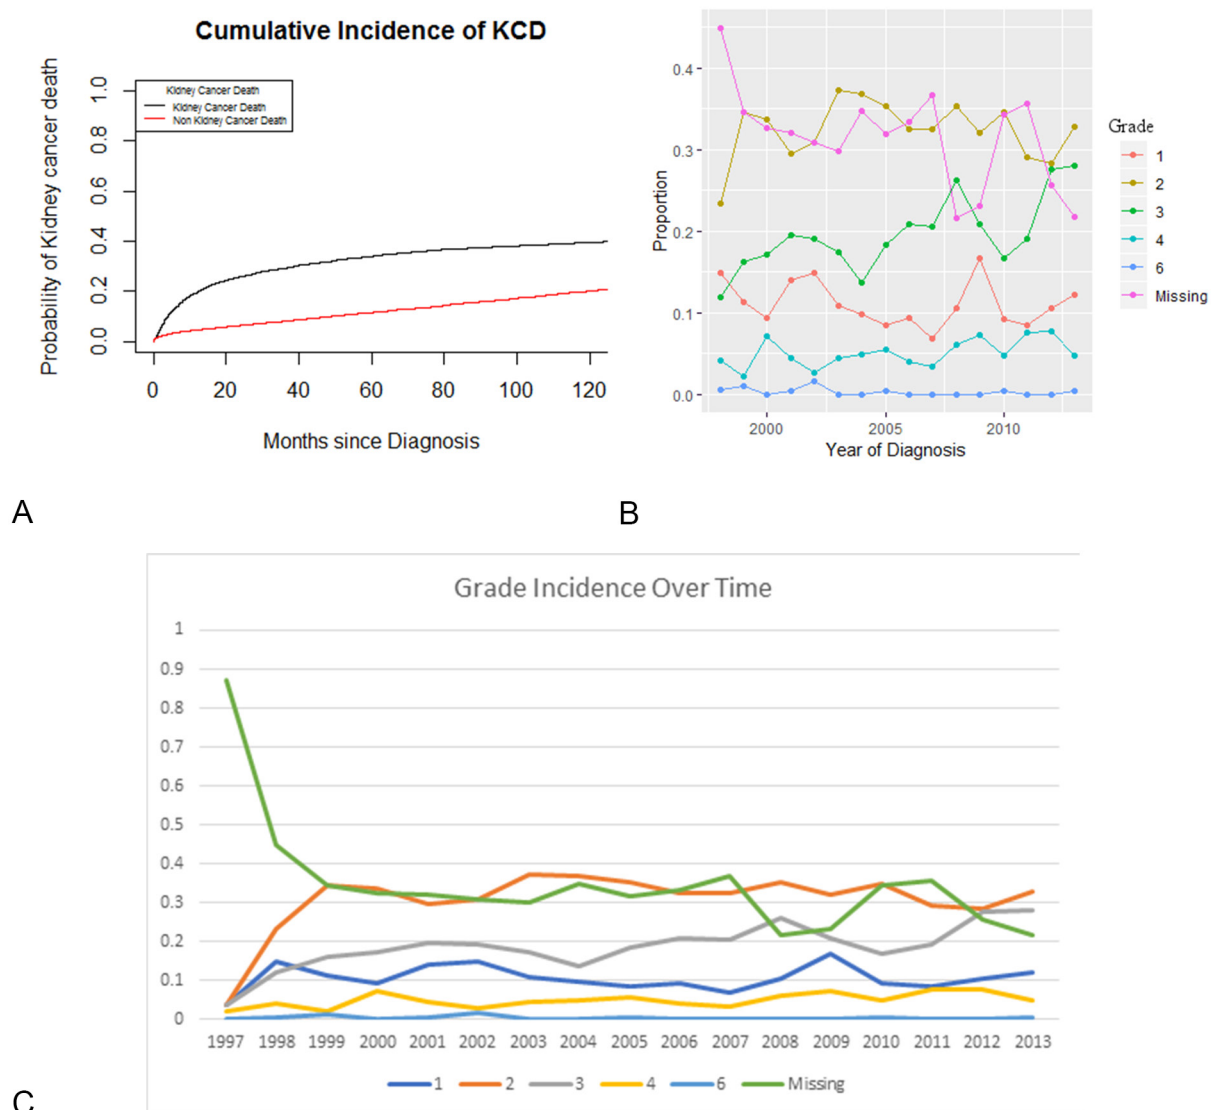 Cumulative Incidence of KCD
Probability of Kidney cancer death
1.0
0.8
0.6
0.4
0.2
0.0
Kidney Cancer Death
Kidney Cancer Death
Non Kidney Cancer Death
0 20 40 60 80 100 120
Months since Diagnosis
A
Proportion
0.4
0.3
0.2
0.1
0.0
2000 2005 2010
Year of Diagnosis
Grade
1
2
3
4
6
Missing
B
Grade Incidence Over Time
1
0.9
0.8
0.7
0.6
0.5
0.4
0.3
0.2
0.1
0
1997 1998 1999 2000 2001 2002 2003 2004 2005 2006 2007 2008 2009 2010 2011 2012 2013
1 2 3 4 6 Missing
C